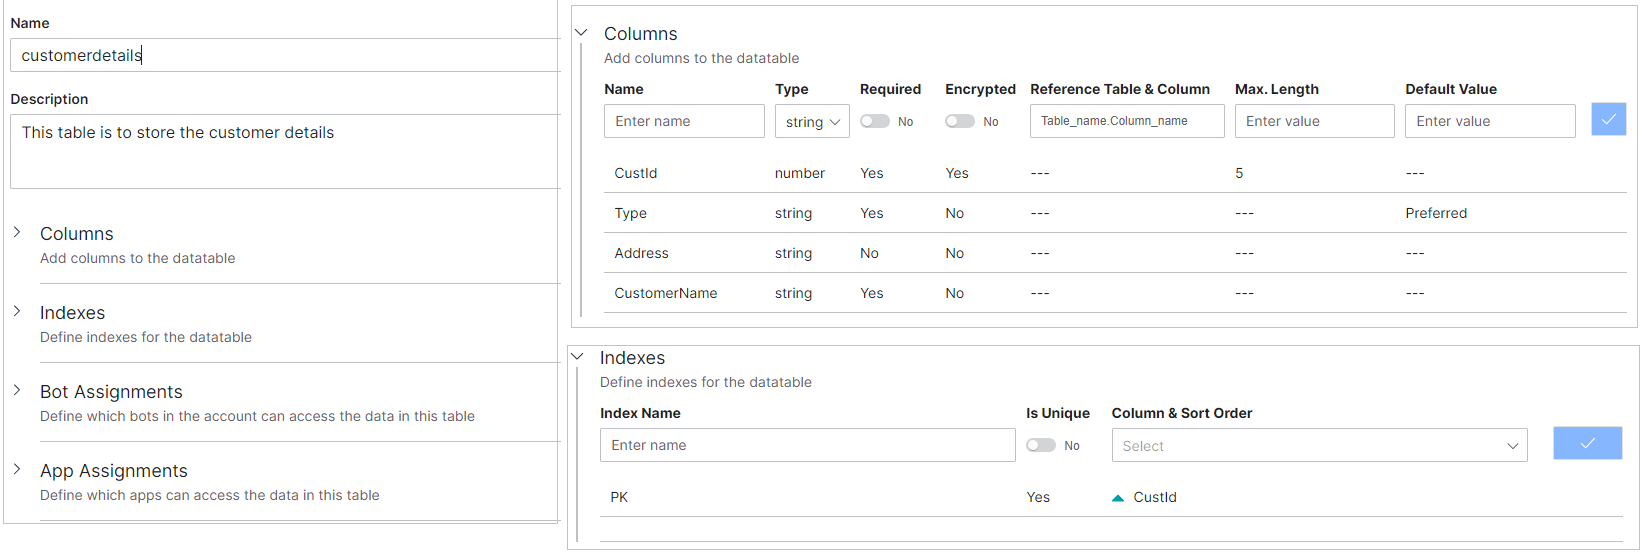 Name
customerdetails
Description
This table is to store the customer details
Columns
Add columns to the datatable
Indexes
Define indexes for the datatable
Bot Assignments
Define which bots in the account can access the data in this table
App Assignments
Define which apps can access the data in this table
Columns
Add columns to the datatable
Name Type Required Encrypted Reference Table & Column Max. Length Default Value
Enter name string No No Table_name.Column_name Enter value Enter value
CustId number Yes Yes --- 5 ---
Type string Yes No --- --- Preferred
Address string No No --- --- ---
CustomerName string Yes No --- --- ---
Indexes
Define indexes for the datatable
Index Name Is Unique Column & Sort Order
Enter name No Select
PK Yes CustId